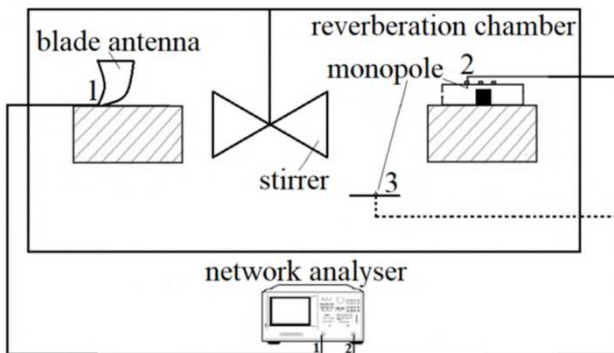 reverberation chamber
blade antenna
monopole
1
2
stirrer
3
network analyser
1 2